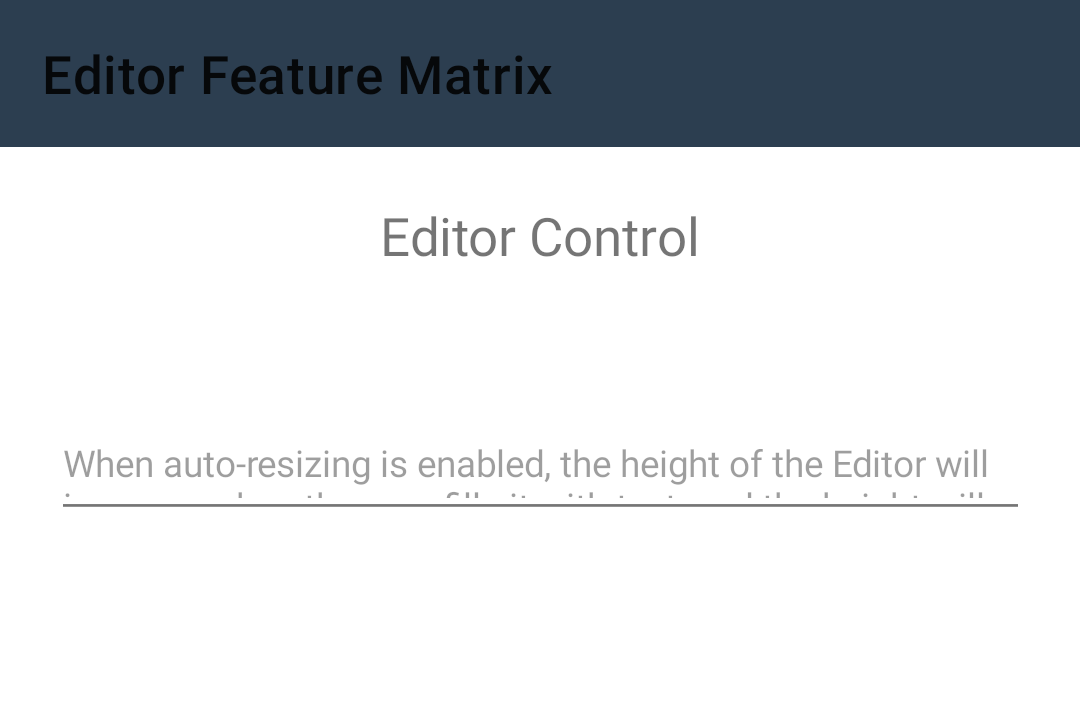 Editor Feature Matrix
Editor Control
When auto-resizing is enabled, the height of the Editor will